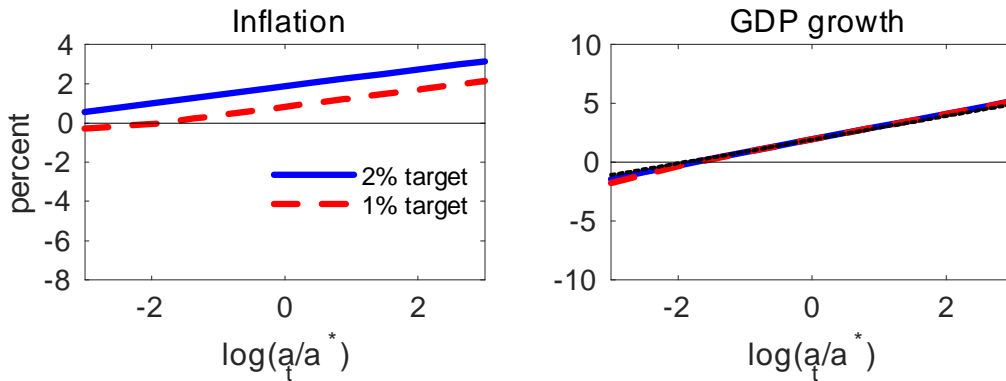 Inflation
percent
4
2
0
-2
-4
-6
-8
2% target
1% target
-2
0
2
log(a_t/a*)
GDP growth
10
5
0
-5
-10
-2
0
2
log(a_t/a*)